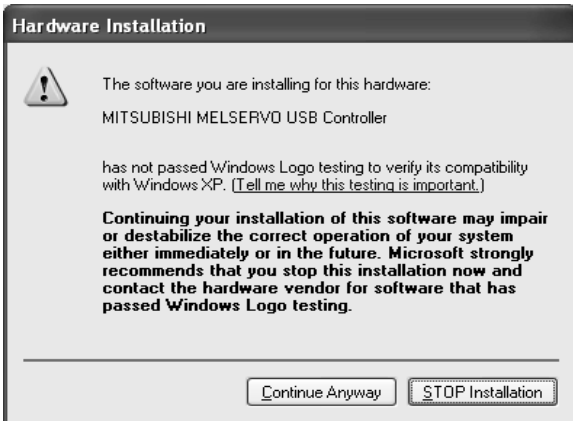 Hardware Installation
The software you are installing for this hardware:
MITSUBISHI MELSERVO USB Controller
has not passed Windows Logo testing to verify its compatibility
with Windows XP. (Tell me why this testing is important.)
Continuing your installation of this software may impair
or destabilize the correct operation of your system
either immediately or in the future. Microsoft strongly
recommends that you stop this installation now and
contact the hardware vendor for software that has
passed Windows Logo testing.
Continue Anyway
STOP Installation